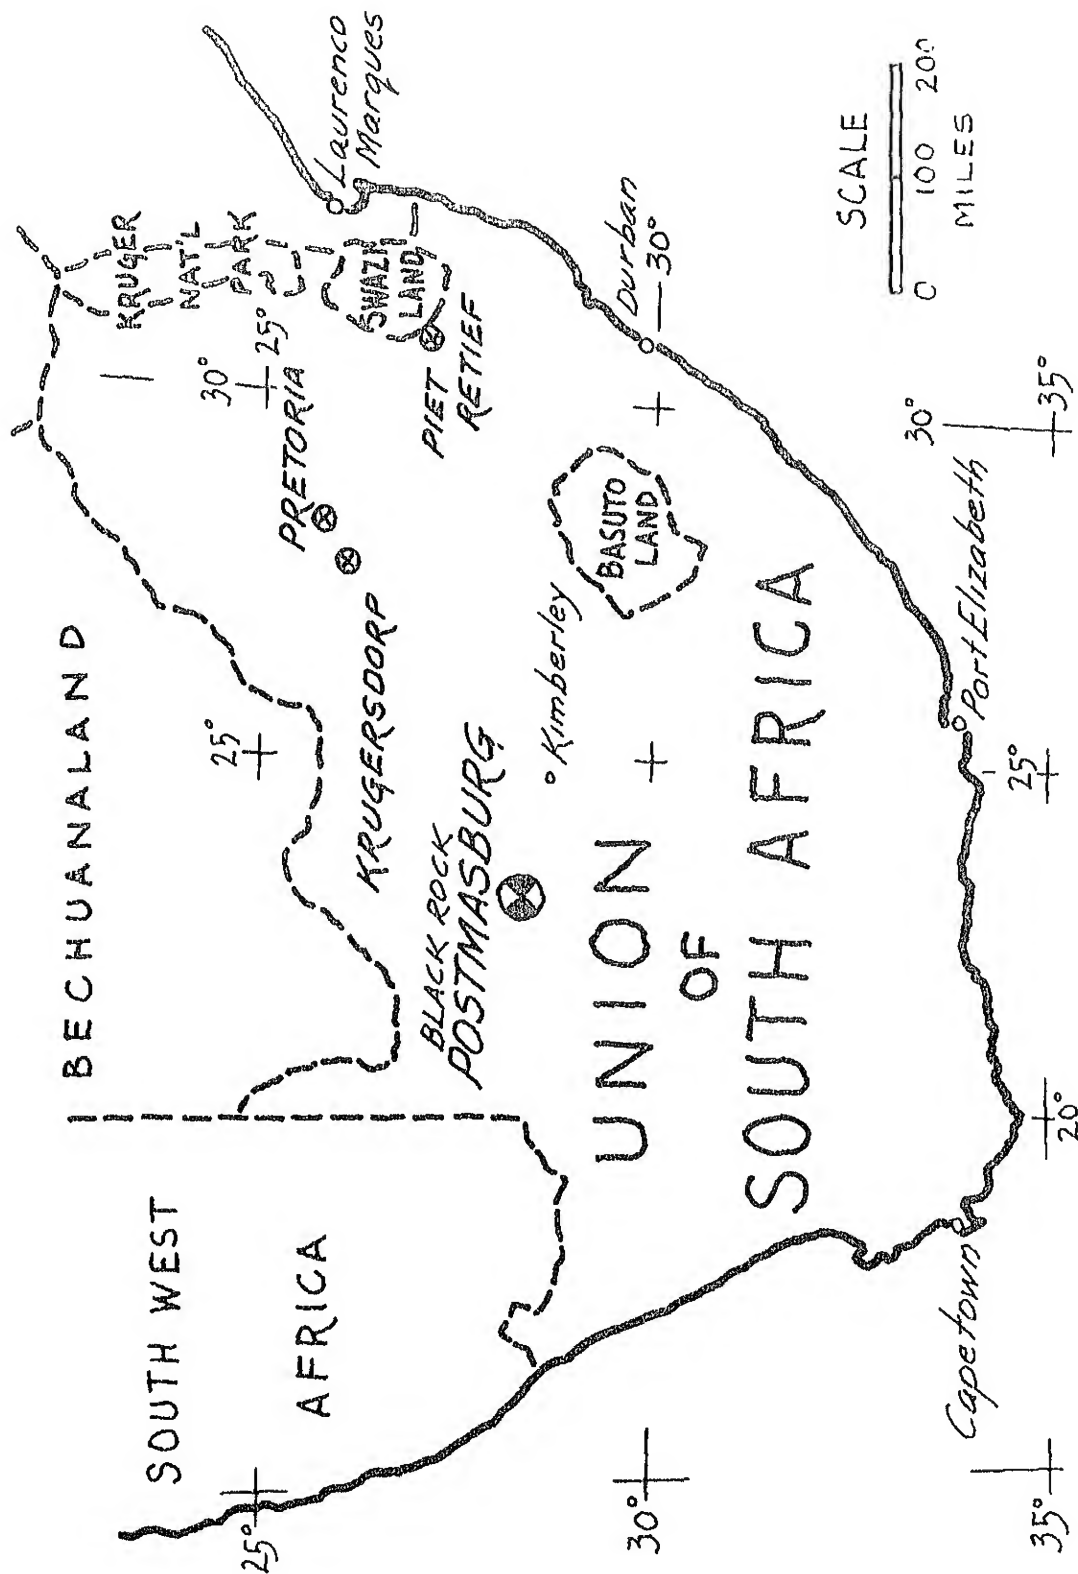 BECHUANALAND
SOUTH WEST
AFRICA
KRUGER
NAT'L
PARK
SWAZI
LAND
Laurenco
Marques
30°
25°
25°
25°
PRETORIA
KRUGERSDORP
PIET
RETIEF
BLACK ROCK
POSTMASBURG
Kimberley
BASUTO
LAND
Durban
30°
30°
UNION
OF
SOUTH AFRICA
Capetown
Port Elizabeth
30°
35°
35°
20°
25°
SCALE
0 100 200
MILES